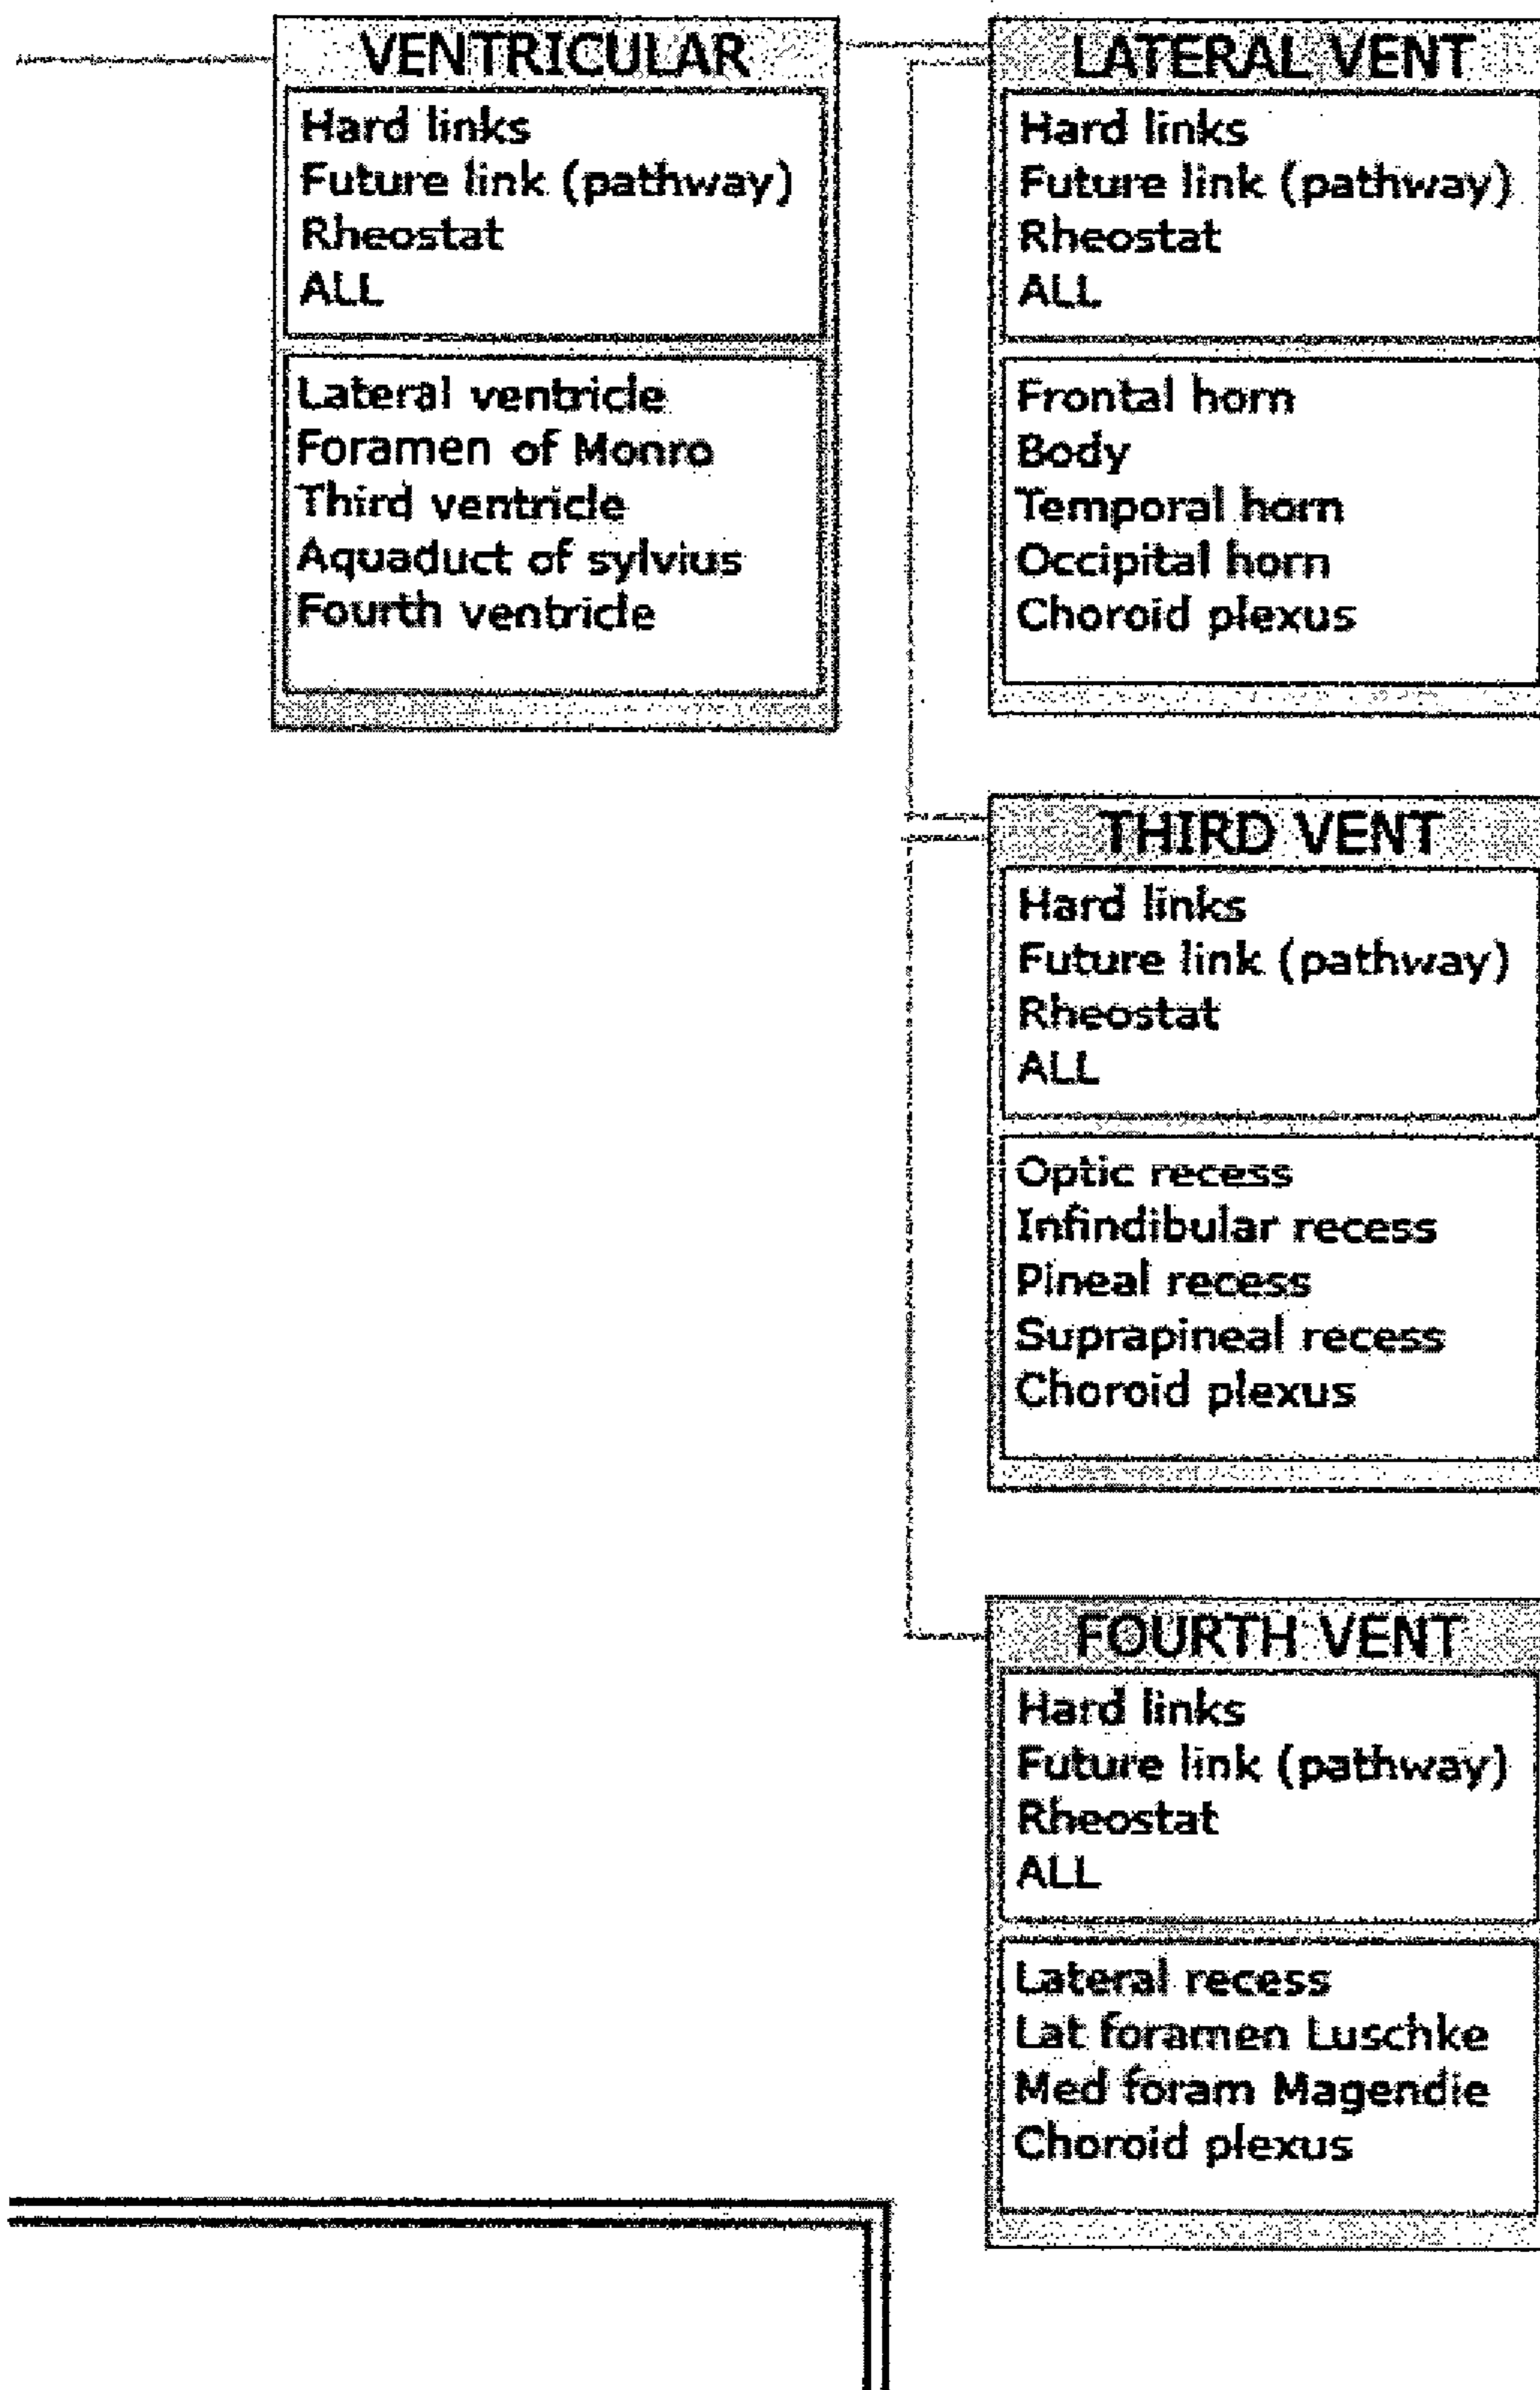 VENTRICULAR
Hard links
Future link (pathway)
Rheostat
ALL
Lateral ventricle
Foramen of Monro
Third ventricle
Aquaduct of sylvius
Fourth ventricle
LATERAL VENT
Hard links
Future link (pathway)
Rheostat
ALL
Frontal horn
Body
Temporal horn
Occipital horn
Choroid plexus
THIRD VENT
Hard links
Future link (pathway)
Rheostat
ALL
Optic recess
Infindibular recess
Pineal recess
Suprapineal recess
Choroid plexus
FOURTH VENT
Hard links
Future link (pathway)
Rheostat
ALL
Lateral recess
Lat foramen Luschke
Med foram Magendie
Choroid plexus